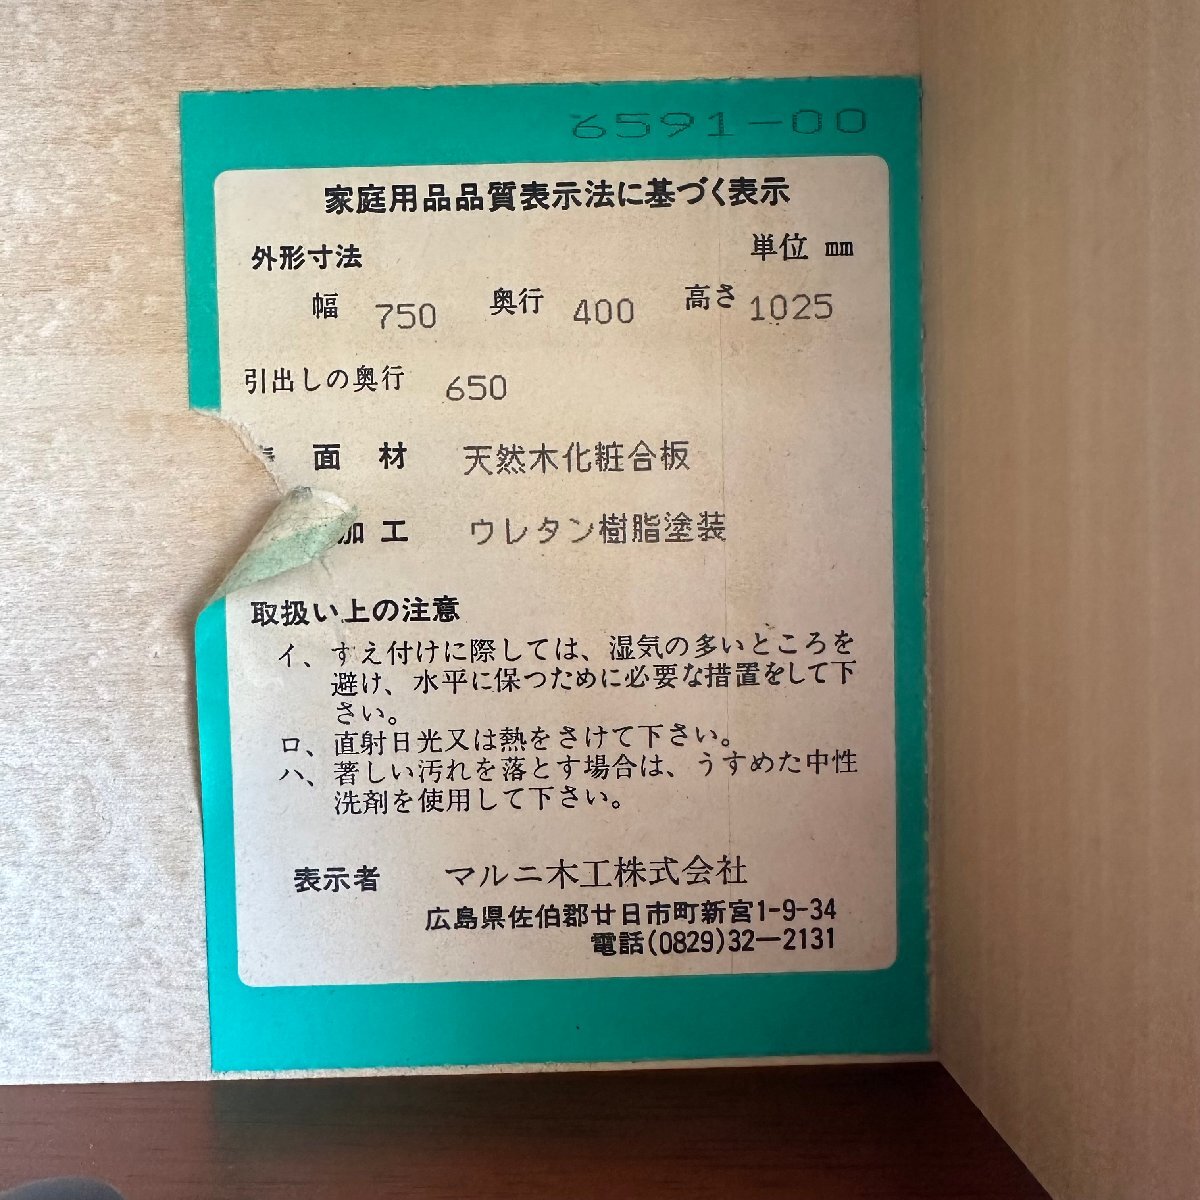 6591-00
家庭用品品質表示法に基づく表示
外形寸法 単位 mm
幅 750 奥行 400 高さ 1025
引出しの奥行 650
面材 天然木化粧合板
加工 ウレタン樹脂塗装
取扱い上の注意
イ、すえ付けに際しては、湿気の多いところを
避け、水平に保つために必要な措置をして下
さい。
ロ、直射日光又は熱をさけて下さい。
ハ、著しい汚れを落とす場合は、うすめた中性
洗剤を使用して下さい。
表示者 マルニ木工株式会社
広島県佐伯郡廿日市町新宮1-9-34
電話(0829)32-2131